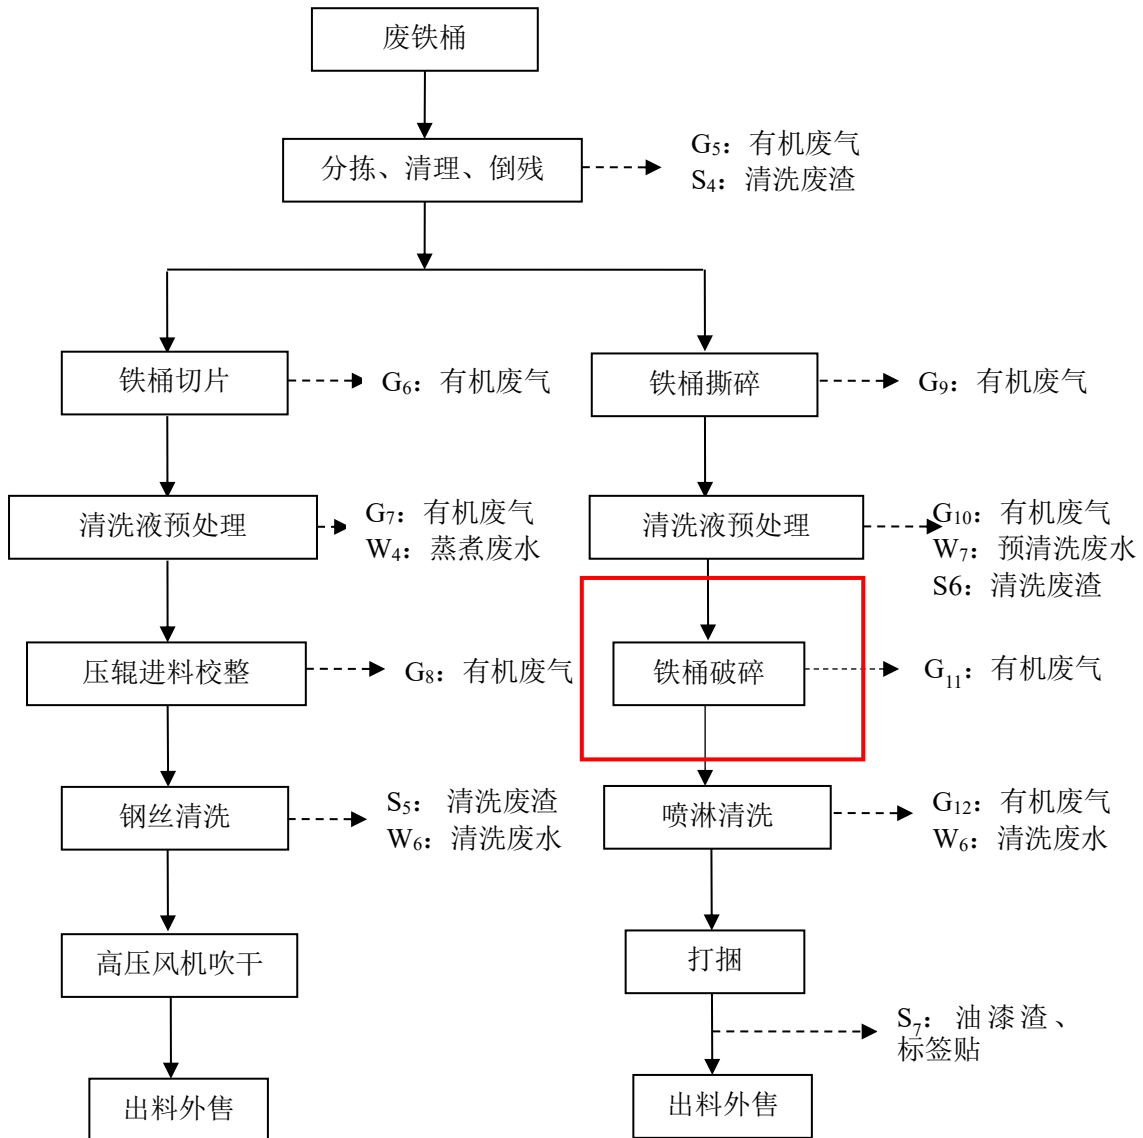 废铁桶
分拣、清理、倒残
G5：有机废气
S4：清洗废渣
铁桶切片
G6：有机废气
铁桶撕碎
G9：有机废气
清洗液预处理
G7：有机废气
W4：蒸煮废水
清洗液预处理
G10：有机废气
W7：预清洗废水
S6：清洗废渣
压辊进料校整
G8：有机废气
铁桶破碎
G11：有机废气
钢丝清洗
S5：清洗废渣
W6：清洗废水
喷淋清洗
G12：有机废气
W6：清洗废水
高压风机吹干
打捆
S7：油漆渣、
标签贴
出料外售
出料外售